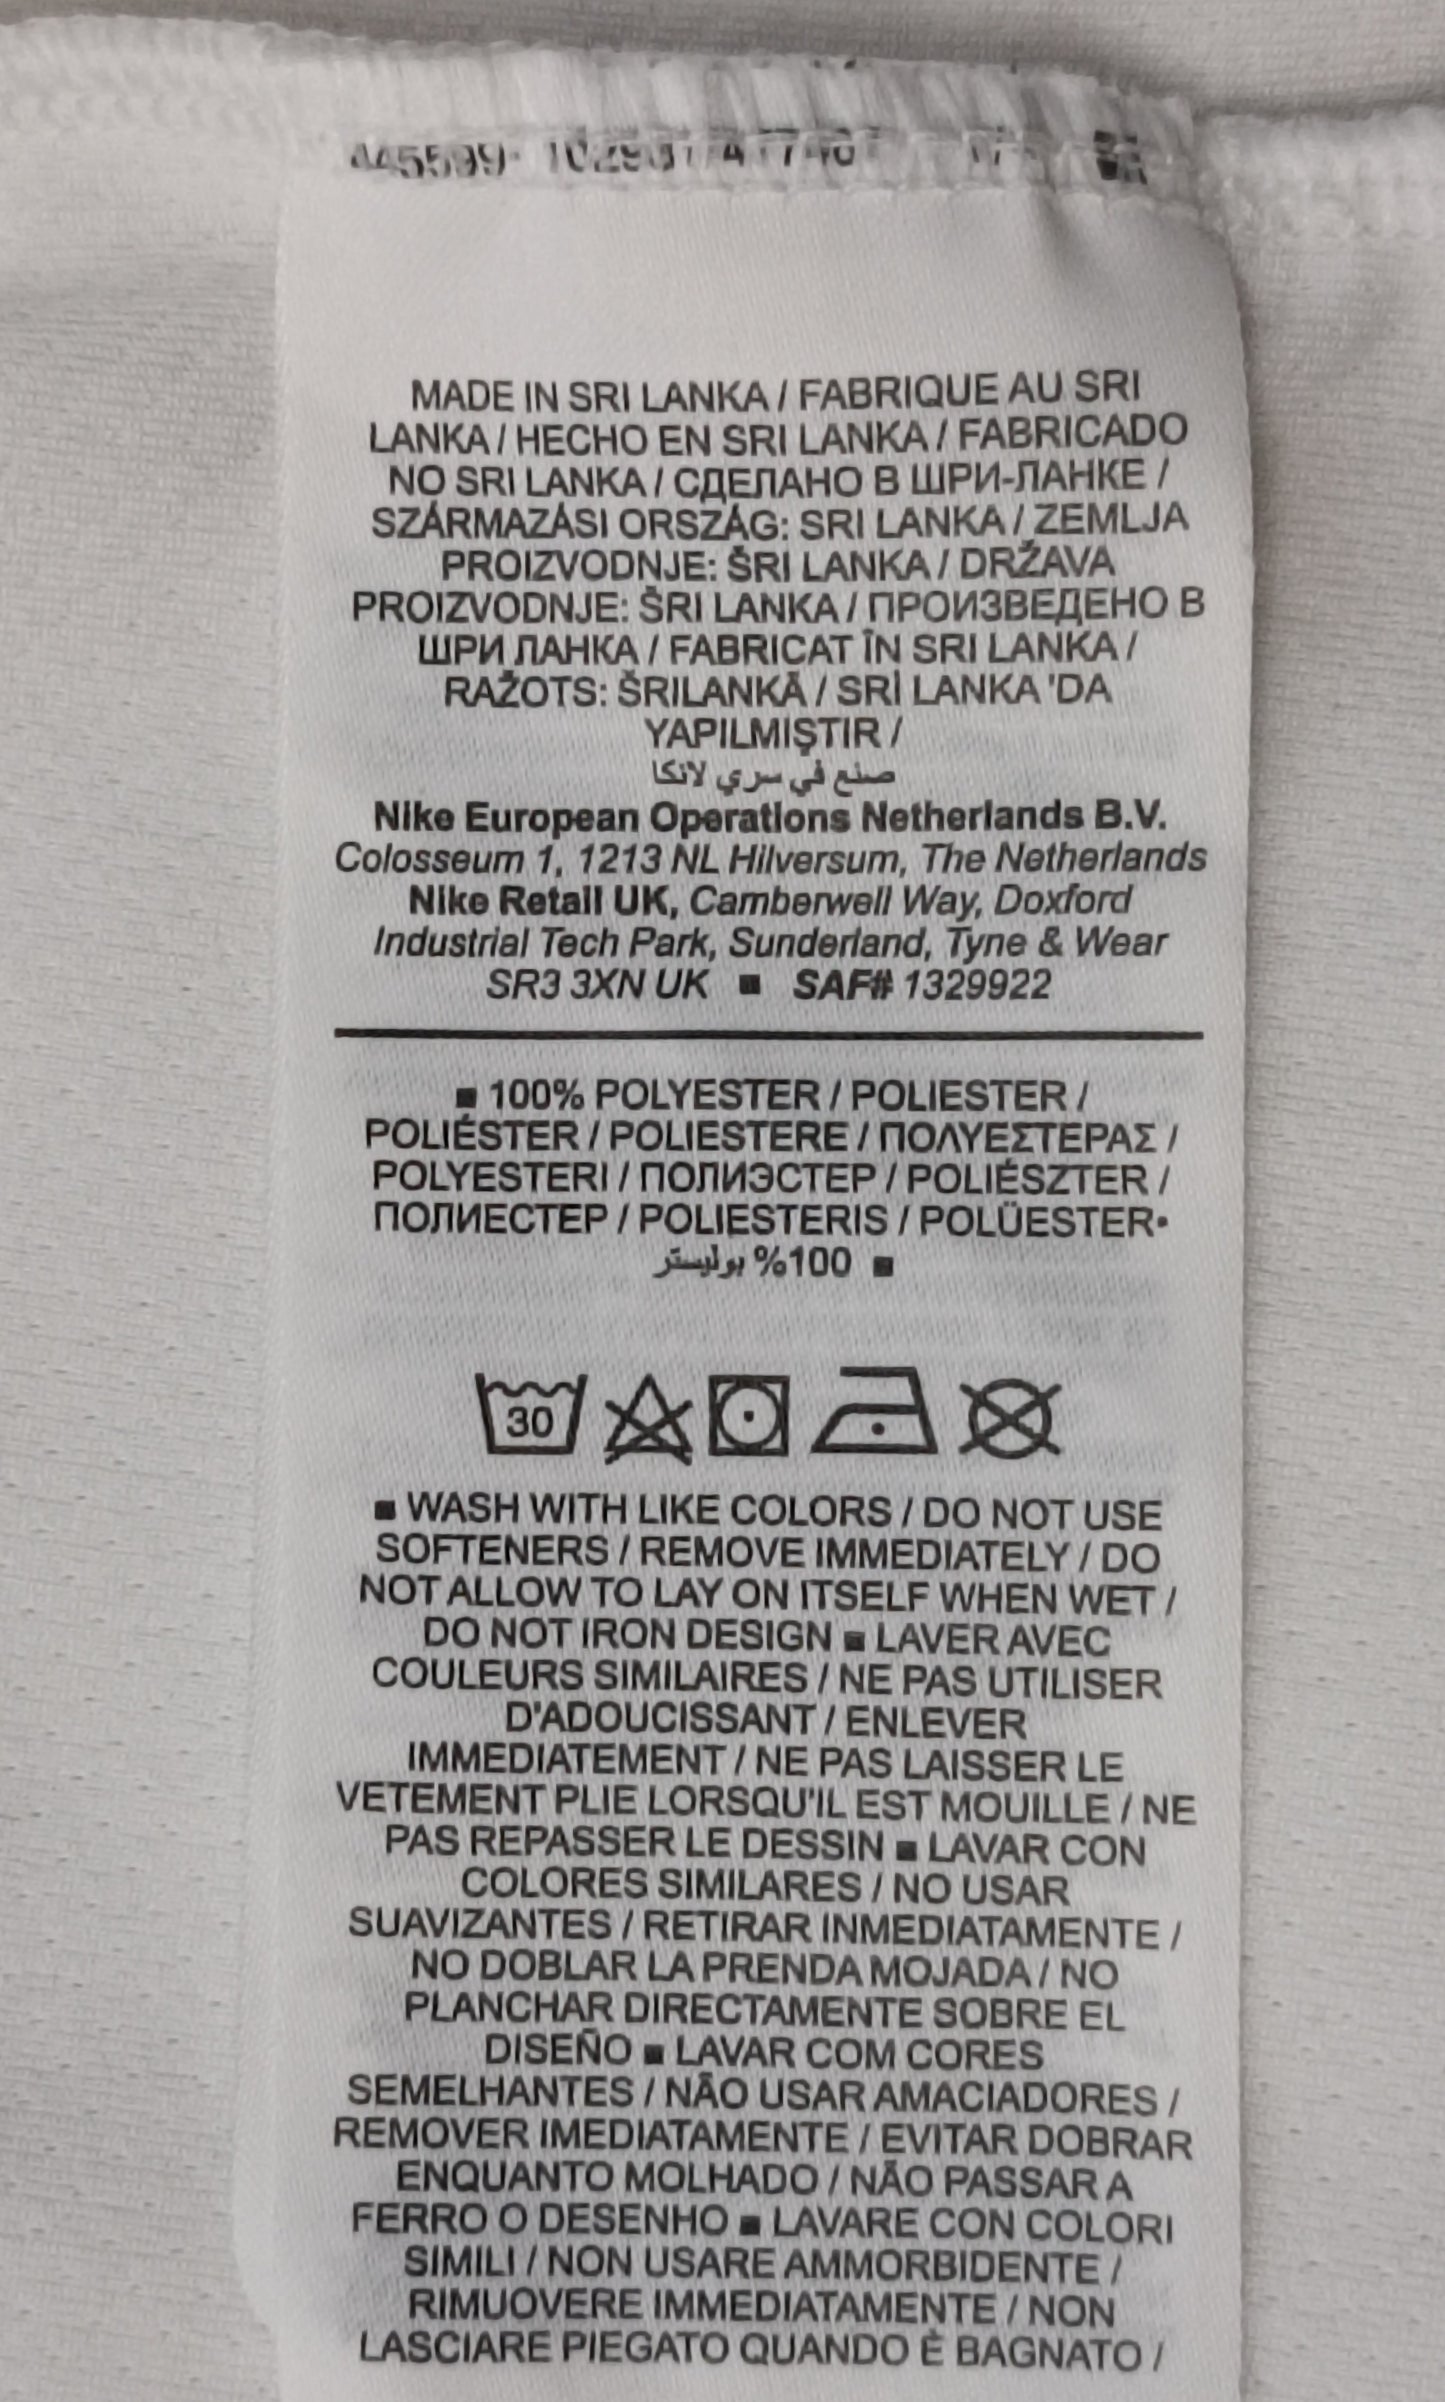 445599-
MADE IN SRI LANKA / FABRIQUE AU SRI
LANKA / HECHO EN SRI LANKA / FABRICADO
NO SRI LANKA / СДЕЛАНО В ШРИ-ЛАНКЕ /
SZÁRMAZÁSI ORSZÁG: SRI LANKA / ZEMLJA
PROIZVODNJE: ŠRI LANKA / DRŽAVA
PROIZVODNJE: ŠRI LANKA / ПРОИЗВЕДЕНО В
ШРИ ЛАНКА / FABRICAT ÎN SRI LANKA /
RAŽOTS: ŠRILANKĀ / SRİ LANKA 'DA
YAPILMIŞTIR /
صنع في سري لانكا
Nike European Operations Netherlands B.V.
Colosseum 1, 1213 NL Hilversum, The Netherlands
Nike Retail UK, Camberwell Way, Doxford
Industrial Tech Park, Sunderland, Tyne & Wear
SR3 3XN UK ■ SAF# 1329922
■ 100% POLYESTER / POLIESTER /
POLIÉSTER / POLIESTERE / ΠΟΛΥΕΣΤΕΡΑΣ /
POLYESTERI / ПОЛИЭСТЕР / POLIÉSZTER /
ПОЛИЕСТЕР / POLIESTERIS / POLÜESTER•
■ 100% بوليستر
30
■ WASH WITH LIKE COLORS / DO NOT USE
SOFTENERS / REMOVE IMMEDIATELY / DO
NOT ALLOW TO LAY ON ITSELF WHEN WET /
DO NOT IRON DESIGN ■ LAVER AVEC
COULEURS SIMILAIRES / NE PAS UTILISER
D'ADOUCISSANT / ENLEVER
IMMEDIATEMENT / NE PAS LAISSER LE
VETEMENT PLIE LORSQU'IL EST MOUILLE / NE
PAS REPASSER LE DESSIN ■ LAVAR CON
COLORES SIMILARES / NO USAR
SUAVIZANTES / RETIRAR INMEDIATAMENTE /
NO DOBLAR LA PRENDA MOJADA / NO
PLANCHAR DIRECTAMENTE SOBRE EL
DISEÑO ■ LAVAR COM CORES
SEMELHANTES / NÃO USAR AMACIADORES /
REMOVER IMEDIATAMENTE / EVITAR DOBRAR
ENQUANTO MOLHADO / NÃO PASSAR A
FERRO O DESENHO ■ LAVARE CON COLORI
SIMILI / NON USARE AMMORBIDENTE /
RIMUOVERE IMMEDIATAMENTE / NON
LASCIARE PIEGATO QUANDO È BAGNATO /